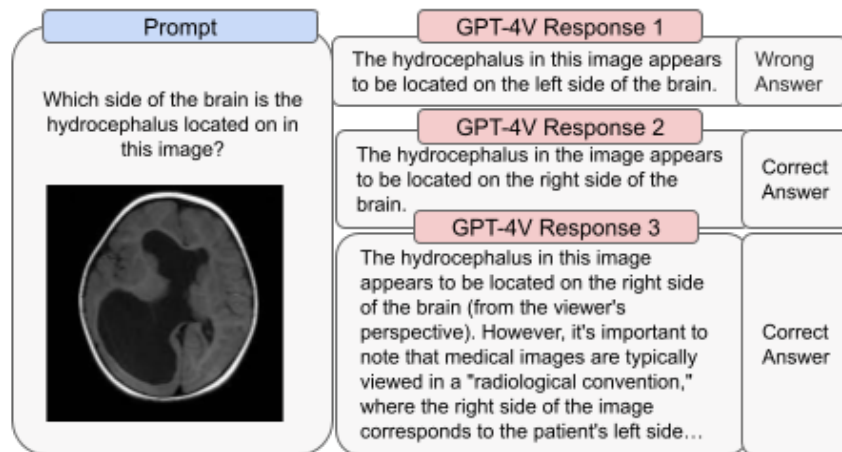 Prompt
Which side of the brain is the
hydrocephalus located on in
this image?
GPT-4V Response 1
The hydrocephalus in this image appears
to be located on the left side of the brain.
Wrong
Answer
GPT-4V Response 2
The hydrocephalus in the image appears
to be located on the right side of the
brain.
Correct
Answer
GPT-4V Response 3
The hydrocephalus in this image
appears to be located on the right side
of the brain (from the viewer's
perspective). However, it's important to
note that medical images are typically
viewed in a "radiological convention,"
where the right side of the image
corresponds to the patient's left side...
Correct
Answer